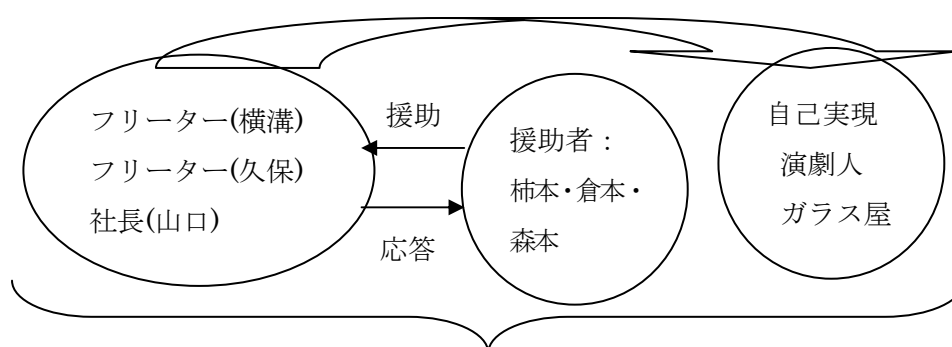 フリーター(横溝)
フリーター(久保)
社長(山口)
援助
応答
援助者：
柿本・倉本・
森本
自己実現
演劇人
ガラス屋